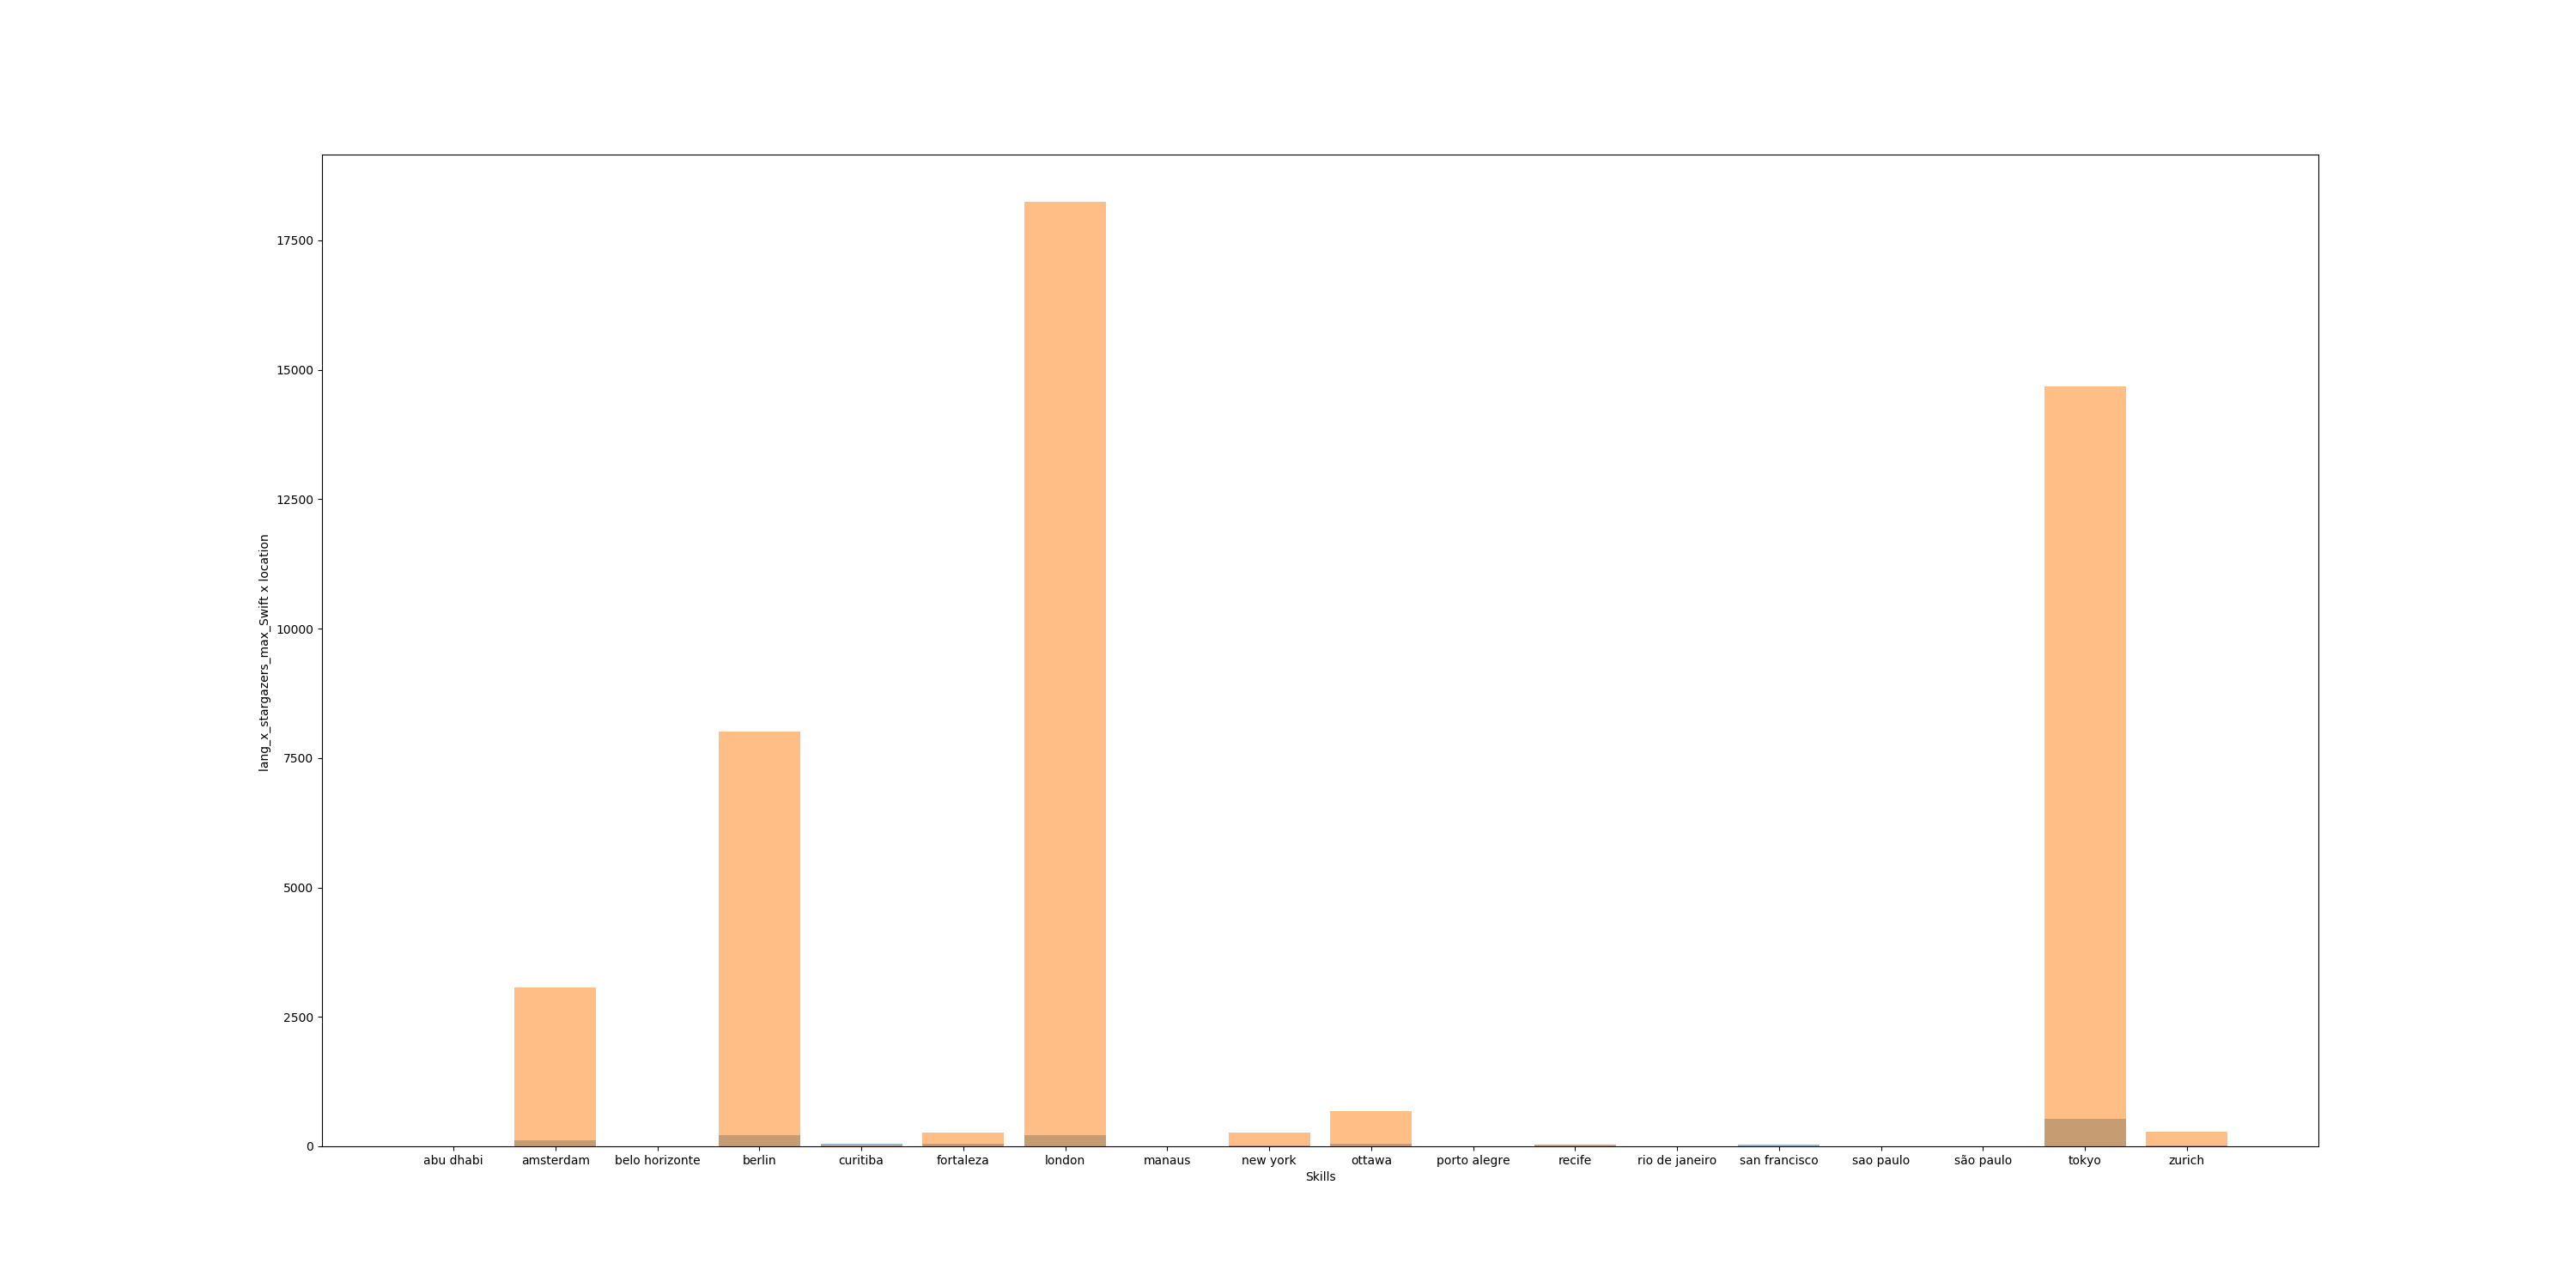 lang_x_stargazers_max_Swift x location
17500
15000
12500
10000
7500
5000
2500
0
abu dhabi amsterdam belo horizonte berlin curitiba fortaleza london manaus new york ottawa porto alegre recife rio de janeiro san francisco sao paulo são paulo tokyo zurich
Skills